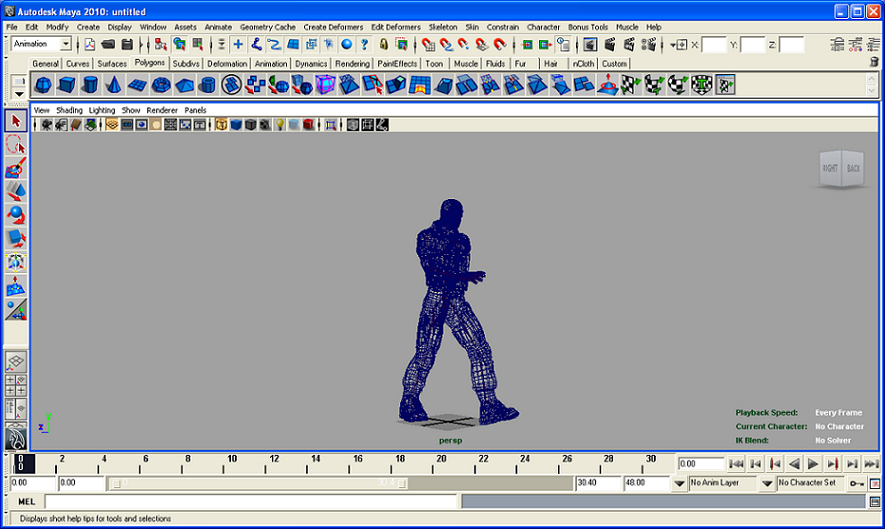 Autodesk Maya 2010: untitled
File Edit Modify Create Display Window Assets Animate Geometry Cache Create Deformers Edit Deformers Skeleton Skin Constrain Character Bonus Tools Muscle Help
Animation X: Y: Z:
General Curves Surfaces Polygons Subdivs Deformation Animation Dynamics Rendering PaintEffects Toon Muscle Fluids Fur Hair nCloth Custom
View Shading Lighting Show Renderer Panels
RIGHT BACK
Playback Speed: Every Frame
Current Character: No Character
IK Blend: No Solver
z
persp
0 2 4 6 8 10 12 14 16 18 20 22 24 26 28 30 0.00
0
0.00 0.00 0 30.4 30.40 48.00 No Anim Layer No Character Set
MEL
Displays short help tips for tools and selections